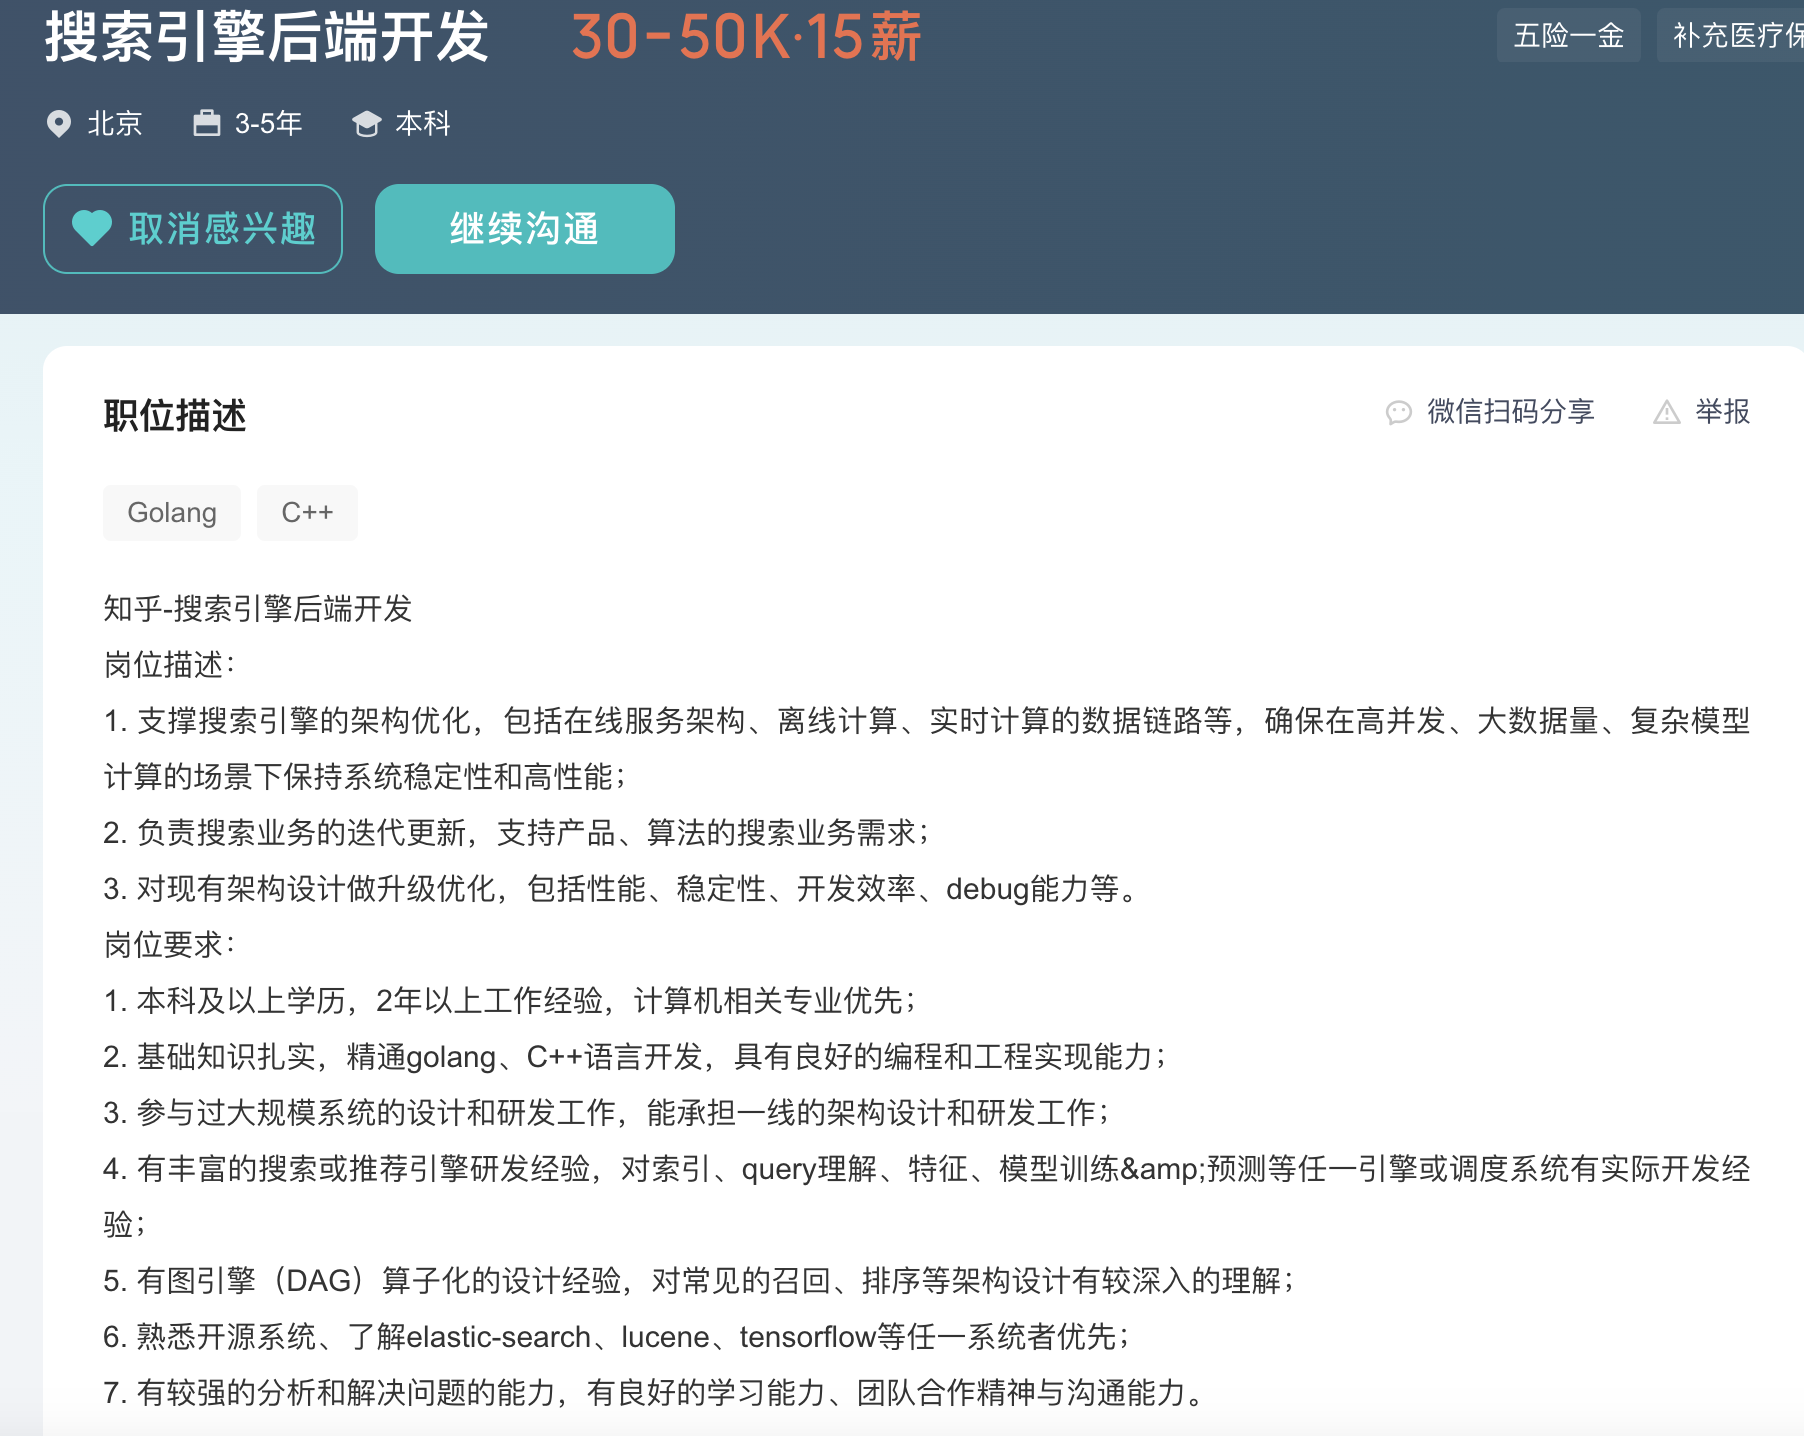 搜索引擎后端开发 30-50K·15薪 五险一金 补充医疗保
北京 3-5年 本科
取消感兴趣 继续沟通
职位描述 微信扫码分享 举报
Golang C++
知乎-搜索引擎后端开发
岗位描述：
1. 支撑搜索引擎的架构优化，包括在线服务架构、离线计算、实时计算的数据链路等，确保在高并发、大数据量、复杂模型
计算的场景下保持系统稳定性和高性能；
2. 负责搜索业务的迭代更新，支持产品、算法的搜索业务需求；
3. 对现有架构设计做升级优化，包括性能、稳定性、开发效率、debug能力等。
岗位要求：
1. 本科及以上学历，2年以上工作经验，计算机相关专业优先；
2. 基础知识扎实，精通golang、C++语言开发，具有良好的编程和工程实现能力；
3. 参与过大规模系统的设计和研发工作，能承担一线的架构设计和研发工作；
4. 有丰富的搜索或推荐引擎研发经验，对索引、query理解、特征、模型训练&amp;预测等任一引擎或调度系统有实际开发经
验；
5. 有图引擎（DAG）算子化的设计经验，对常见的召回、排序等架构设计有较深入的理解；
6. 熟悉开源系统、了解elastic-search、lucene、tensorflow等任一系统者优先；
7. 有较强的分析和解决问题的能力，有良好的学习能力、团队合作精神与沟通能力。